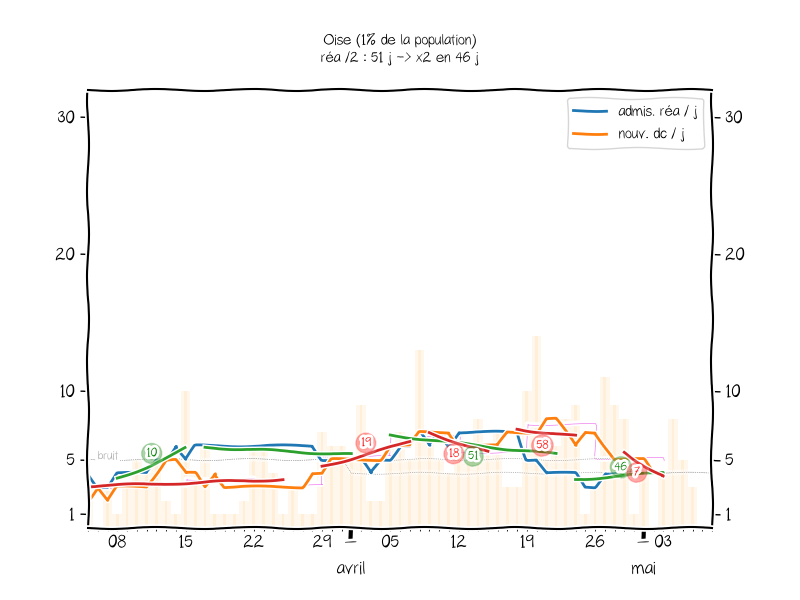 Oise (1% de la population)
réa /2 : 51 j -> x2 en 46 j
admis. réa / j
nouv. dc / j
30 30
20 20
10 10
bruit
5 5
1 1
10 19 18 51 58 46 7
08 15 22 29 05 12 19 26 03
avril mai